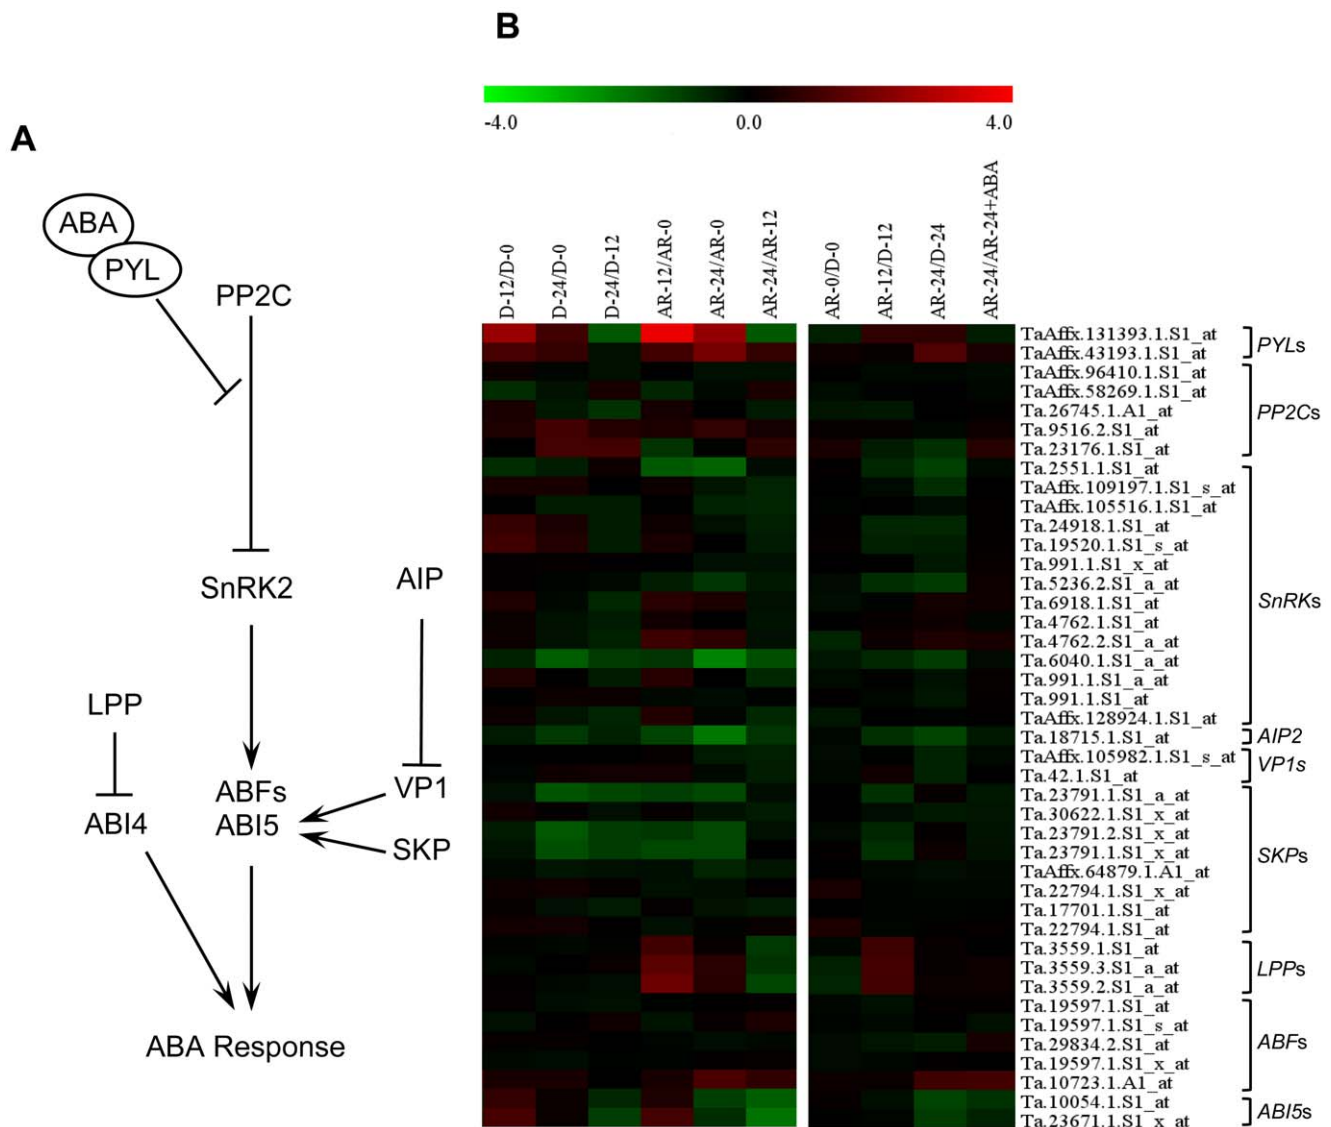 B
-4.0 0.0 4.0
A
ABA
PYL
PP2C
SnRK2
AIP
LPP
ABI4
ABFs
ABI5
VP1
SKP
ABA Response
D-12/D-0
D-24/D-0
D-24/D-12
AR-12/AR-0
AR-24/AR-0
AR-24/AR-12
AR-0/D-0
AR-12/D-12
AR-24/D-24
AR-24/AR-24+ABA
TaAffx.131393.1.S1_at
TaAffx.43193.1.S1_at
TaAffx.96410.1.S1_at
TaAffx.58269.1.S1_at
Ta.26745.1.A1_at
Ta.9516.2.S1_at
Ta.23176.1.S1_at
Ta.2551.1.S1_at
TaAffx.109197.1.S1_s_at
TaAffx.105516.1.S1_at
Ta.24918.1.S1_at
Ta.19520.1.S1_s_at
Ta.991.1.S1_x_at
Ta.5236.2.S1_a_at
Ta.6918.1.S1_at
Ta.4762.1.S1_at
Ta.4762.2.S1_a_at
Ta.6040.1.S1_a_at
Ta.991.1.S1_a_at
Ta.991.1.S1_at
TaAffx.128924.1.S1_at
Ta.18715.1.S1_at
TaAffx.105982.1.S1_s_at
Ta.42.1.S1_at
Ta.23791.1.S1_a_at
Ta.30622.1.S1_x_at
Ta.23791.2.S1_x_at
Ta.23791.1.S1_x_at
TaAffx.64879.1.A1_at
Ta.22794.1.S1_x_at
Ta.17701.1.S1_at
Ta.22794.1.S1_at
Ta.3559.1.S1_at
Ta.3559.3.S1_a_at
Ta.3559.2.S1_a_at
Ta.19597.1.S1_at
Ta.19597.1.S1_s_at
Ta.29834.2.S1_at
Ta.19597.1.S1_x_at
Ta.10723.1.A1_at
Ta.10054.1.S1_at
Ta.23671.1.S1_x_at
PYLs
PP2Cs
SnRKs
AIP2
VP1s
SKPs
LPPs
ABFs
ABI5s